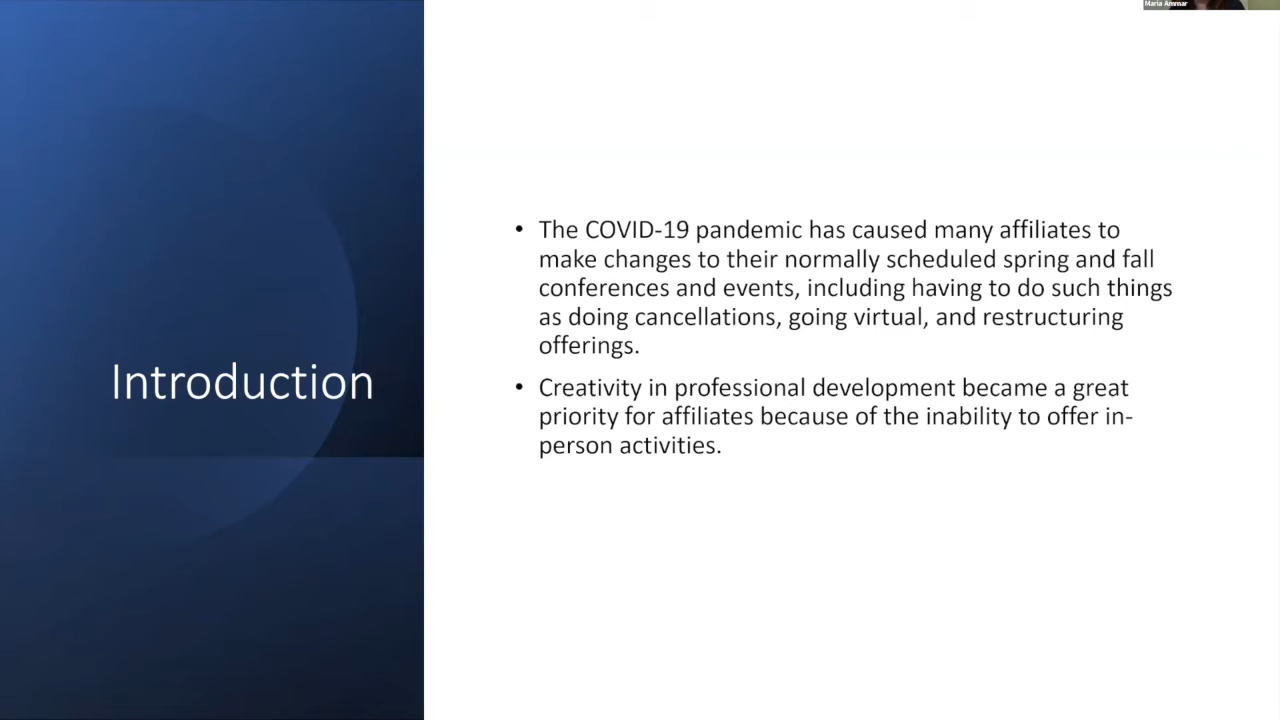 Maria Ammar
Introduction
• The COVID-19 pandemic has caused many affiliates to
make changes to their normally scheduled spring and fall
conferences and events, including having to do such things
as doing cancellations, going virtual, and restructuring
offerings.
• Creativity in professional development became a great
priority for affiliates because of the inability to offer in-
person activities.